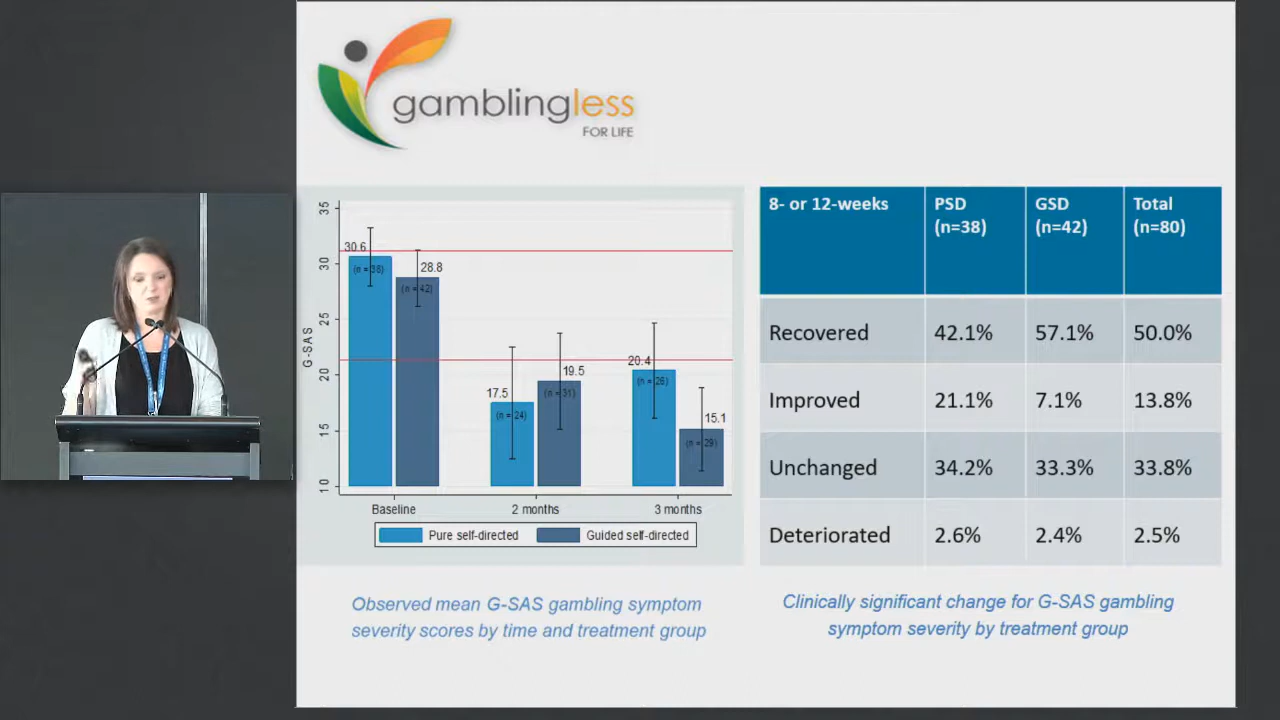 gamblingless
FOR LIFE
G-SAS
35
30
25
20
15
10
30.6
(n = 38)
28.8
(n = 42)
17.5
(n = 24)
19.5
(n = 31)
20.4
(n = 26)
15.1
(n = 29)
Baseline
2 months
3 months
Pure self-directed
Guided self-directed
Observed mean G-SAS gambling symptom
severity scores by time and treatment group
8- or 12-weeks PSD GSD Total
(n=38) (n=42) (n=80)
Recovered 42.1% 57.1% 50.0%
Improved 21.1% 7.1% 13.8%
Unchanged 34.2% 33.3% 33.8%
Deteriorated 2.6% 2.4% 2.5%
Clinically significant change for G-SAS gambling
symptom severity by treatment group